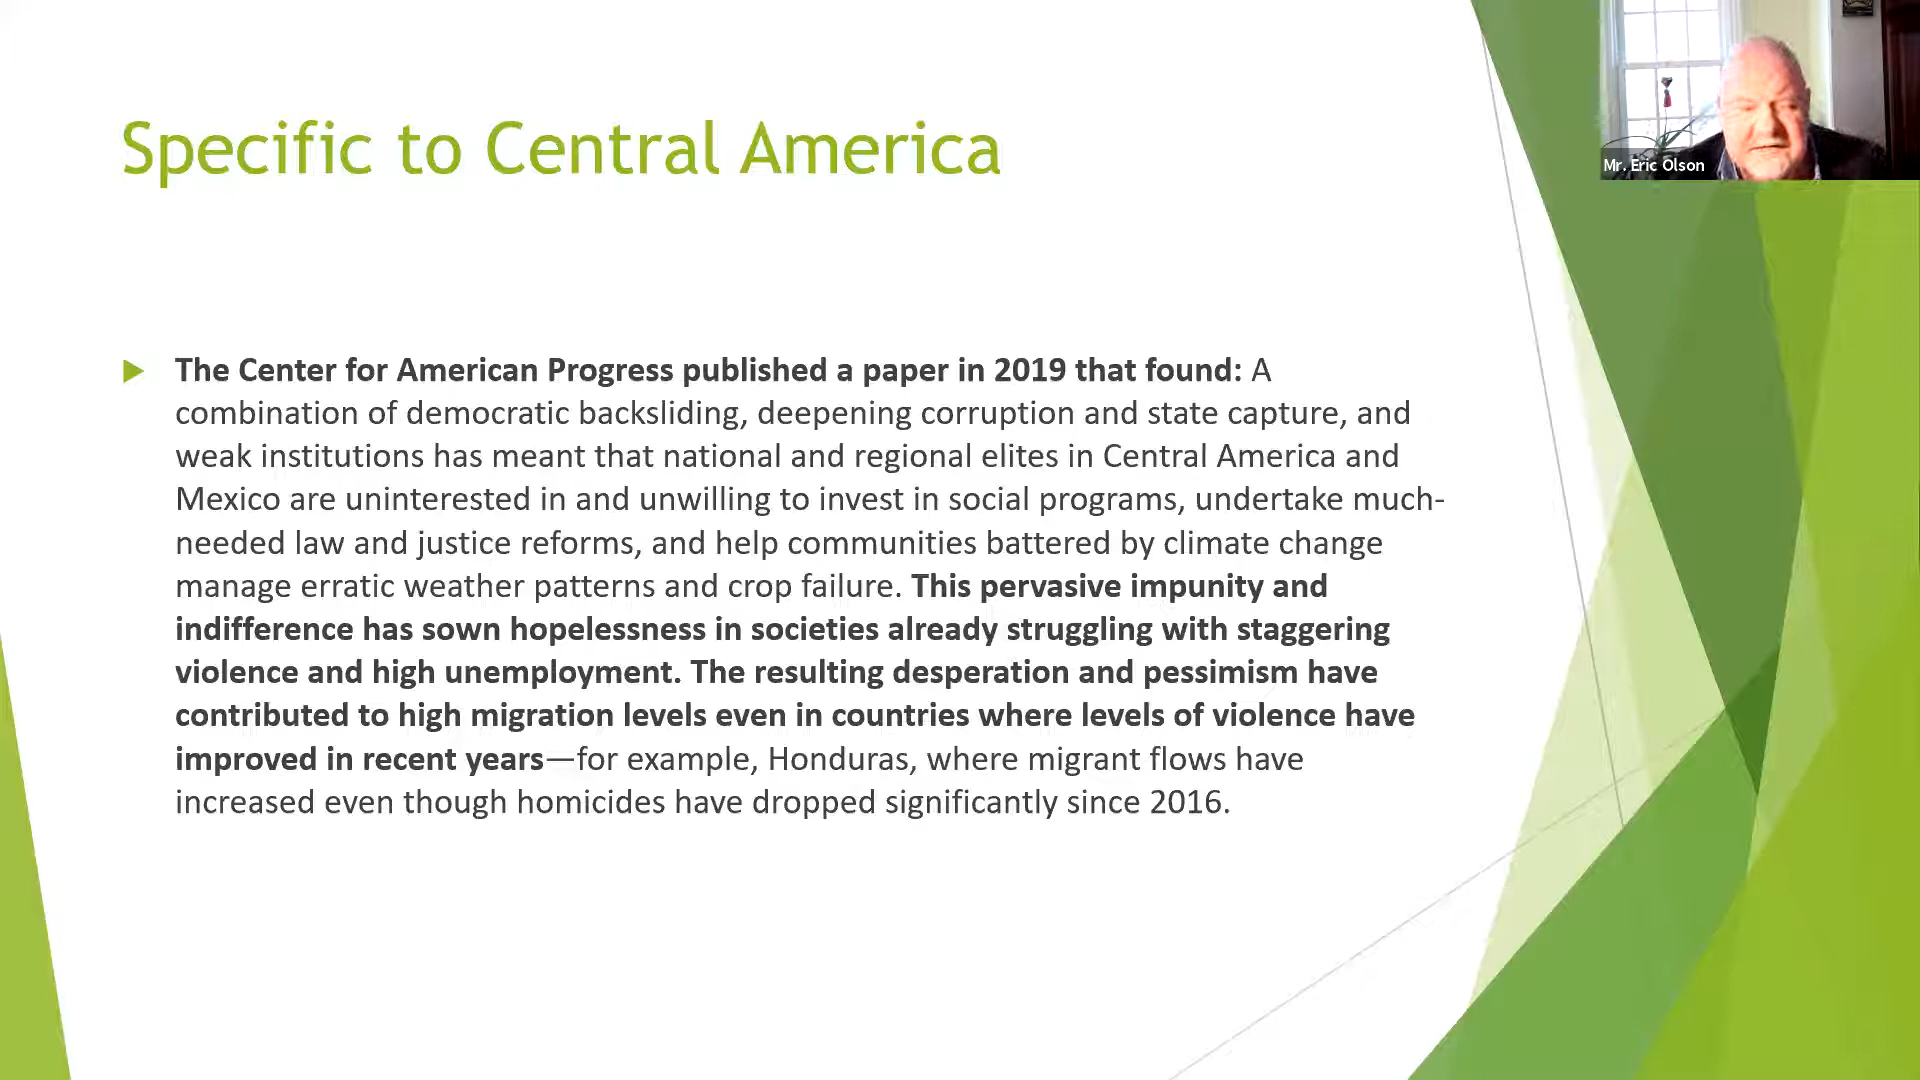 Specific to Central America
Mr. Eric Olson
The Center for American Progress published a paper in 2019 that found: A
combination of democratic backsliding, deepening corruption and state capture, and
weak institutions has meant that national and regional elites in Central America and
Mexico are uninterested in and unwilling to invest in social programs, undertake much-
needed law and justice reforms, and help communities battered by climate change
manage erratic weather patterns and crop failure. This pervasive impunity and
indifference has sown hopelessness in societies already struggling with staggering
violence and high unemployment. The resulting desperation and pessimism have
contributed to high migration levels even in countries where levels of violence have
improved in recent years—for example, Honduras, where migrant flows have
increased even though homicides have dropped significantly since 2016.